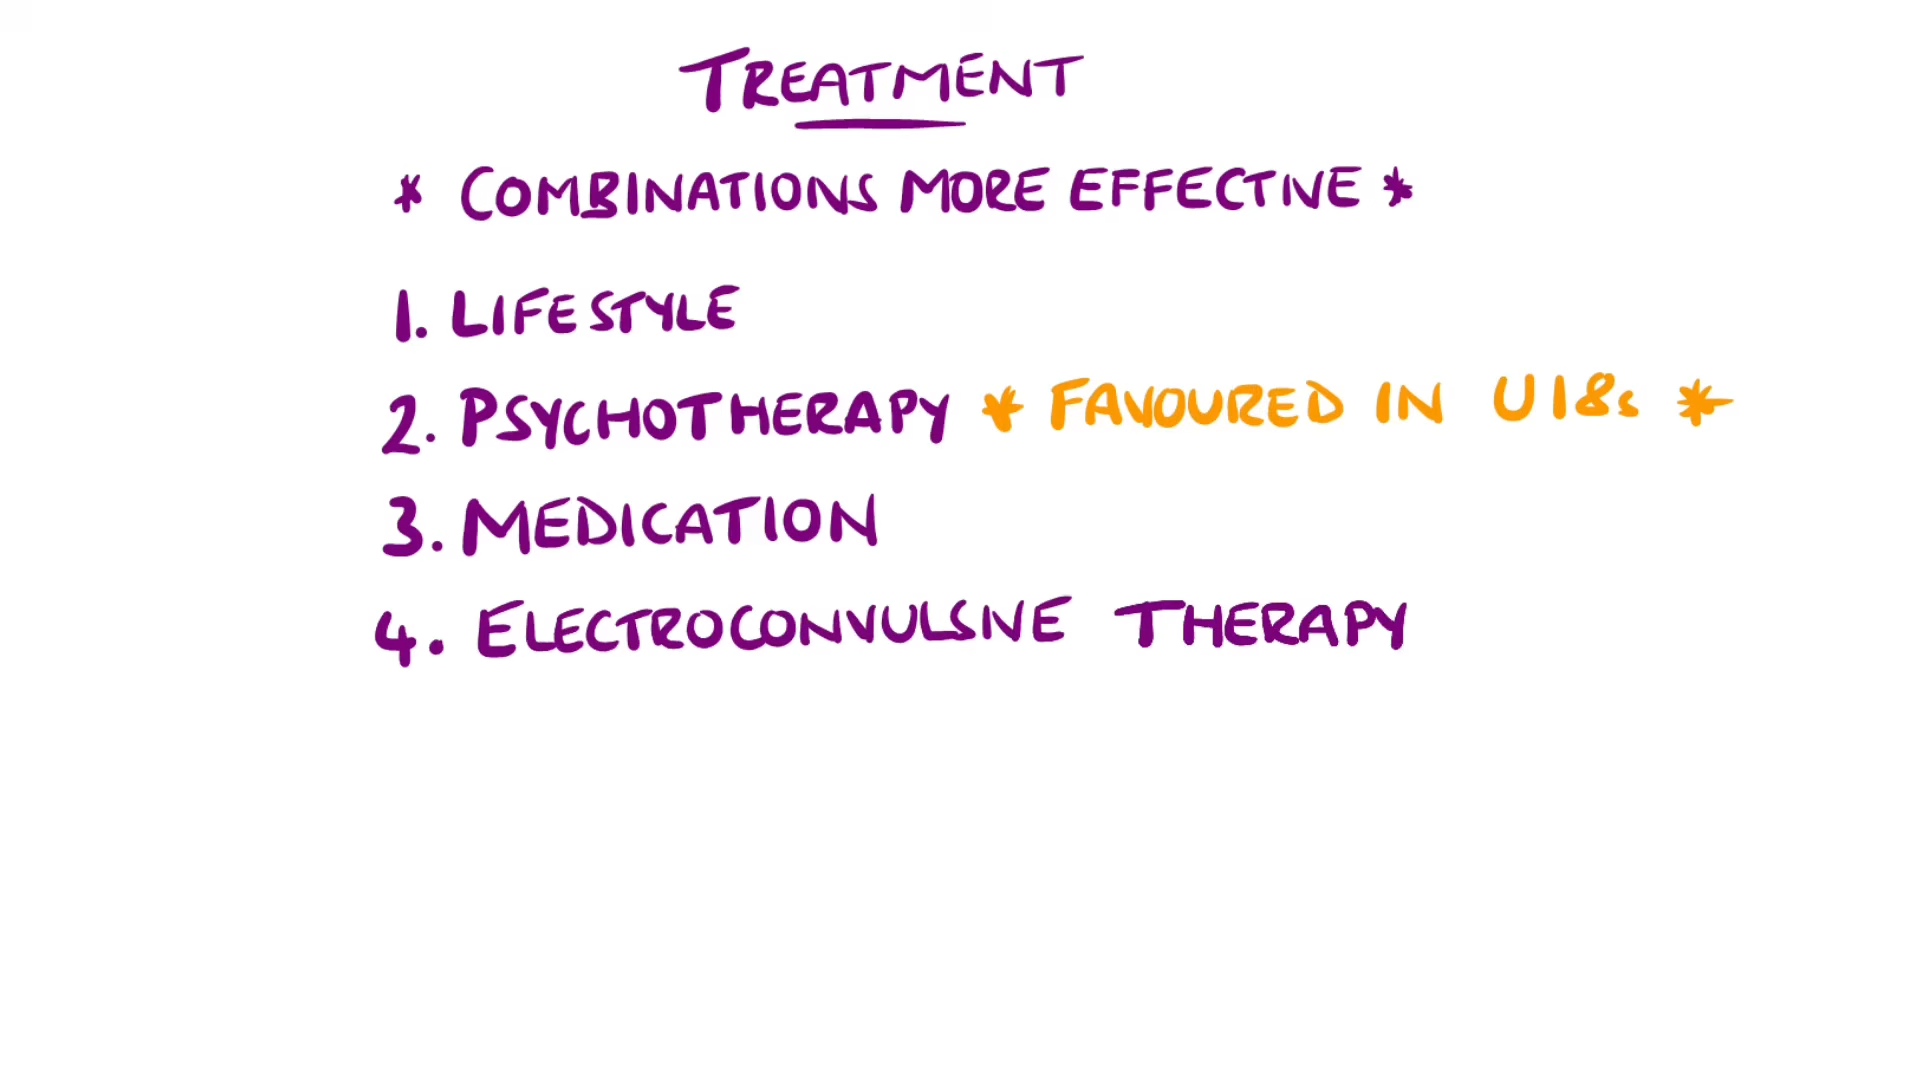 TREATMENT
* COMBINATIONS MORE EFFECTIVE *
1. LIFESTYLE
2. PSYCHOTHERAPY * FAVOURED IN U18s *
3. MEDICATION
4. ELECTROCONVULSIVE THERAPY